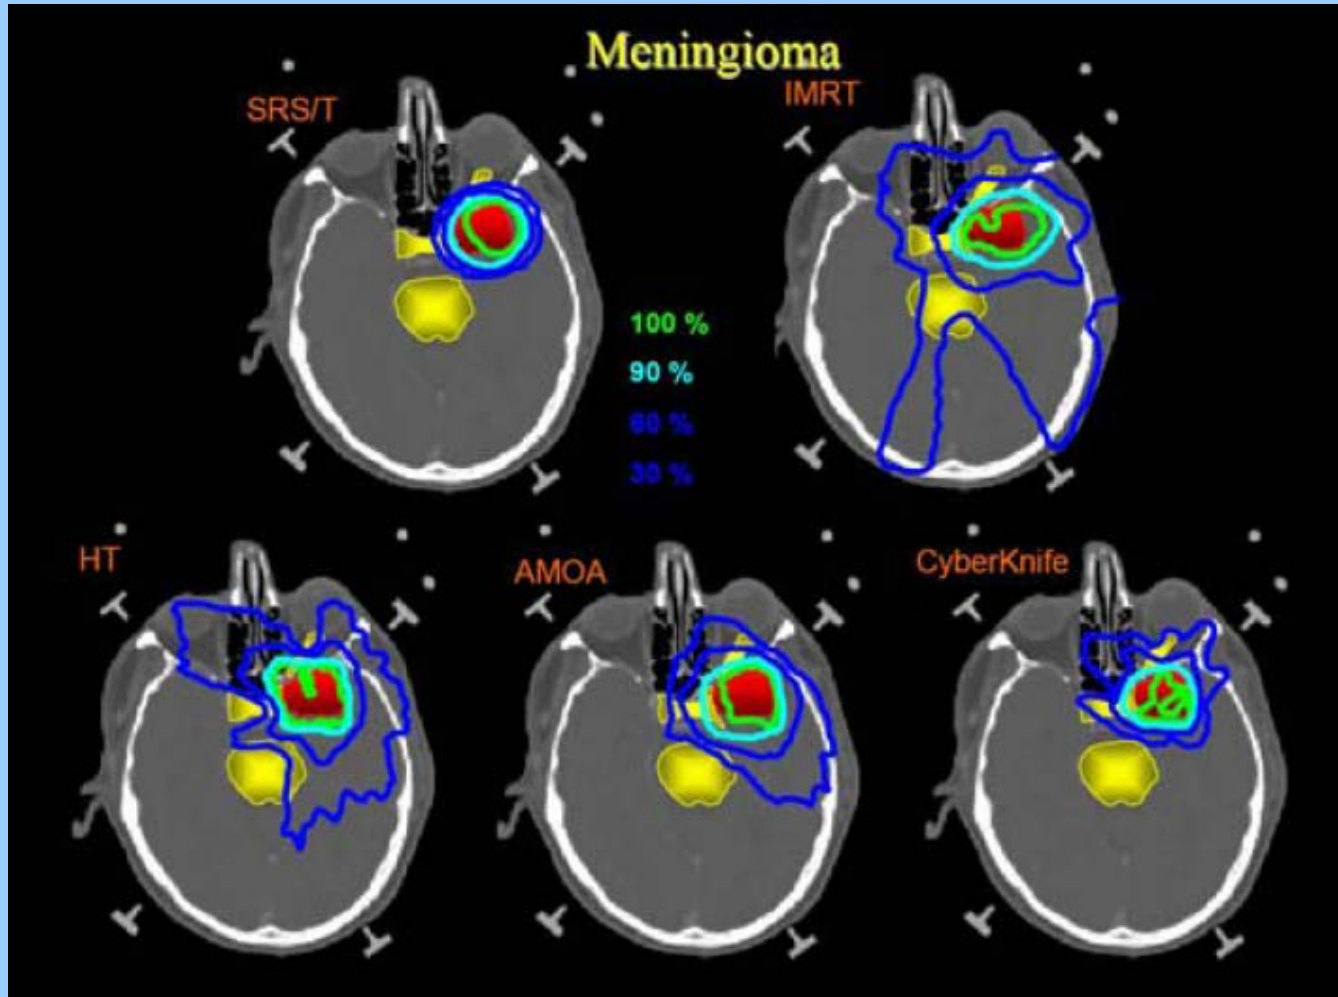 Meningioma
SRS/T
IMRT
100 %
90 %
60 %
30 %
HT
AMOA
CyberKnife